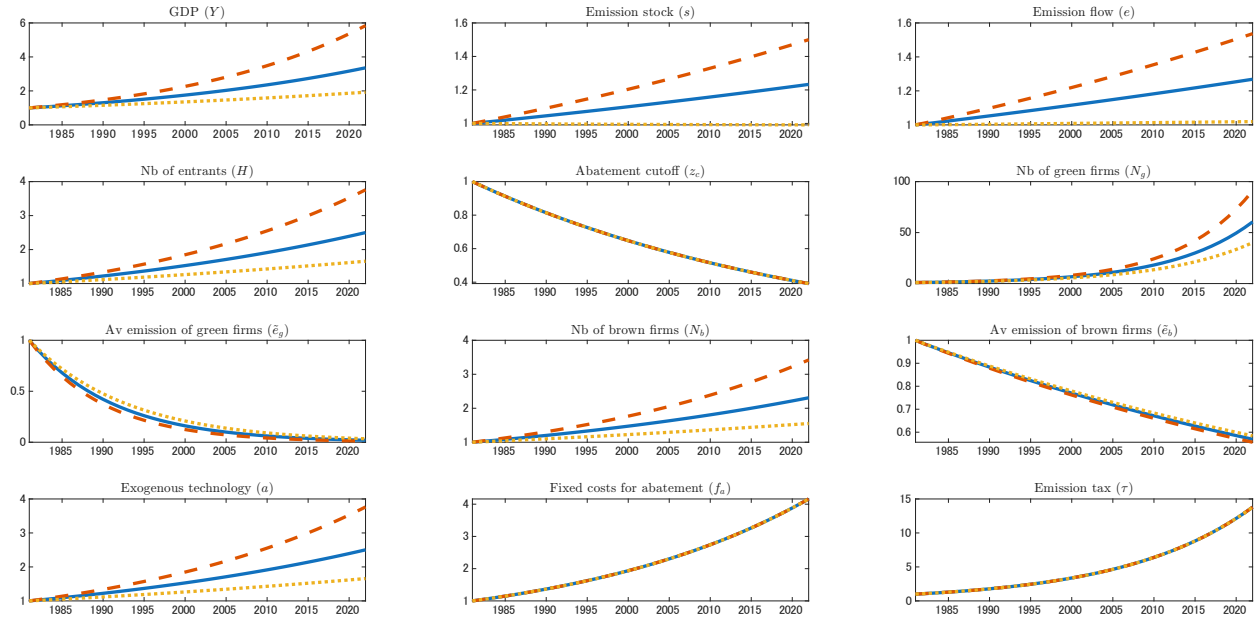 GDP (Y)
6
4
2
0
1985 1990 1995 2000 2005 2010 2015 2020
Emission stock (s)
1.6
1.4
1.2
1
1985 1990 1995 2000 2005 2010 2015 2020
Emission flow (e)
1.6
1.4
1.2
1
1985 1990 1995 2000 2005 2010 2015 2020
Nb of entrants (H)
4
3
2
1
1985 1990 1995 2000 2005 2010 2015 2020
Abatement cutoff (z_c)
1
0.8
0.6
0.4
1985 1990 1995 2000 2005 2010 2015 2020
Nb of green firms (N_g)
100
50
0
1985 1990 1995 2000 2005 2010 2015 2020
Av emission of green firms (ẽ_g)
1
0.5
0
1985 1990 1995 2000 2005 2010 2015 2020
Nb of brown firms (N_b)
4
3
2
1
1985 1990 1995 2000 2005 2010 2015 2020
Av emission of brown firms (ẽ_b)
1
0.9
0.8
0.7
0.6
1985 1990 1995 2000 2005 2010 2015 2020
Exogenous technology (a)
4
3
2
1
1985 1990 1995 2000 2005 2010 2015 2020
Fixed costs for abatement (f_a)
4
3
2
1
1985 1990 1995 2000 2005 2010 2015 2020
Emission tax (τ)
15
10
5
0
1985 1990 1995 2000 2005 2010 2015 2020